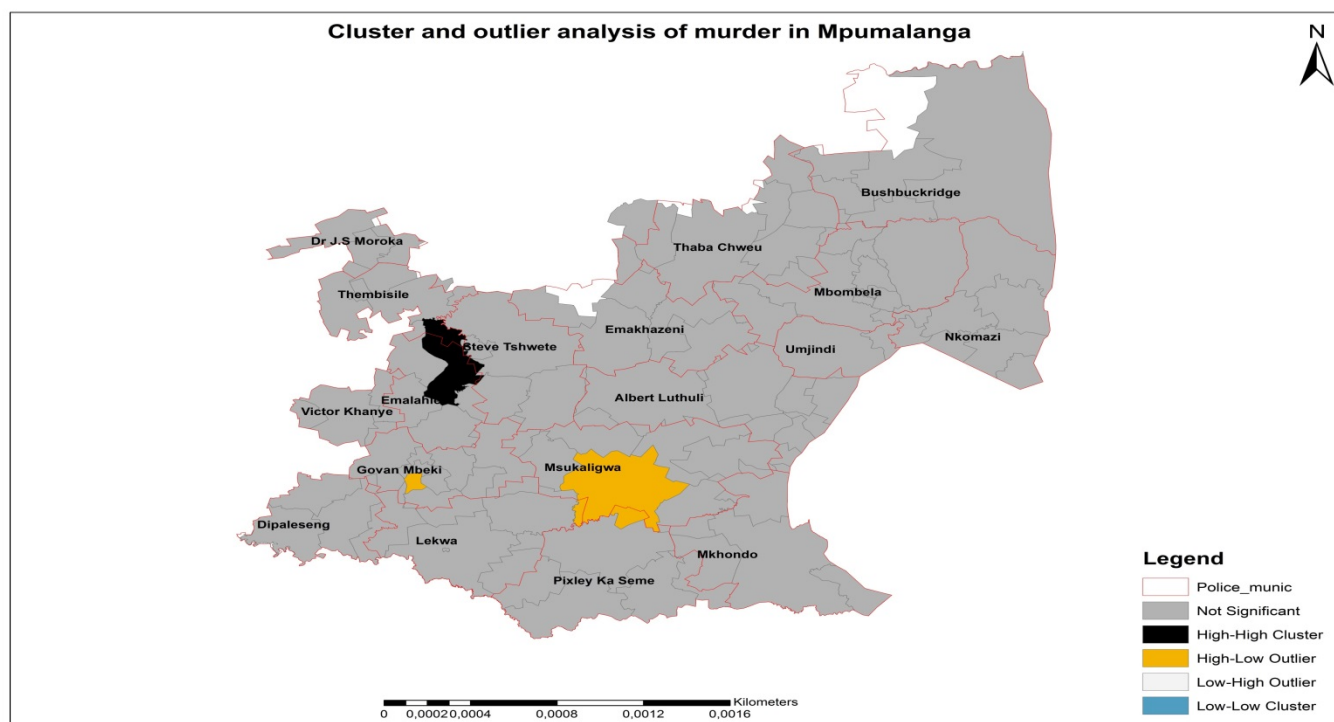 Cluster and outlier analysis of murder in Mpumalanga
N
Bushbuckridge
Dr J.S Moroka
Thaba Chweu
Thembisile
Mbombela
Emakhazeni
Nkomazi
Steve Tshwete
Umjindi
Albert Luthuli
Victor Khanye
Govan Mbeki
Msukaligwa
Dipaleseng
Lekwa
Mkhondo
Pixley Ka Seme
Legend
Police_munic
Not Significant
High-High Cluster
High-Low Outlier
Low-High Outlier
Low-Low Cluster
Kilometers
0 0,0002 0,0004 0,0008 0,0012 0,0016